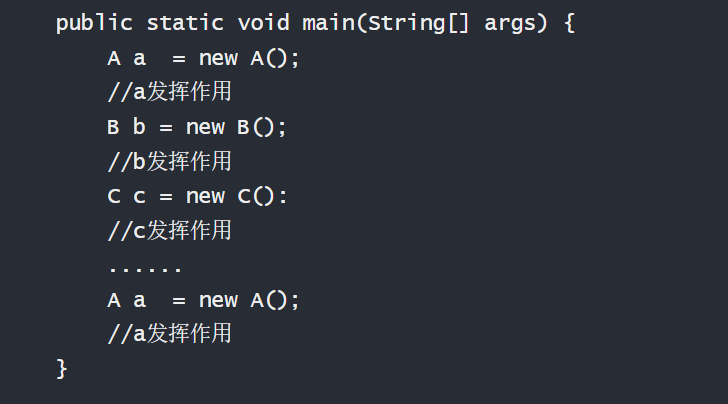 public static void main(String[] args) {
A a  = new A();
//a发挥作用
B b = new B();
//b发挥作用
C c = new C():
//c发挥作用
......
A a  = new A();
//a发挥作用
}